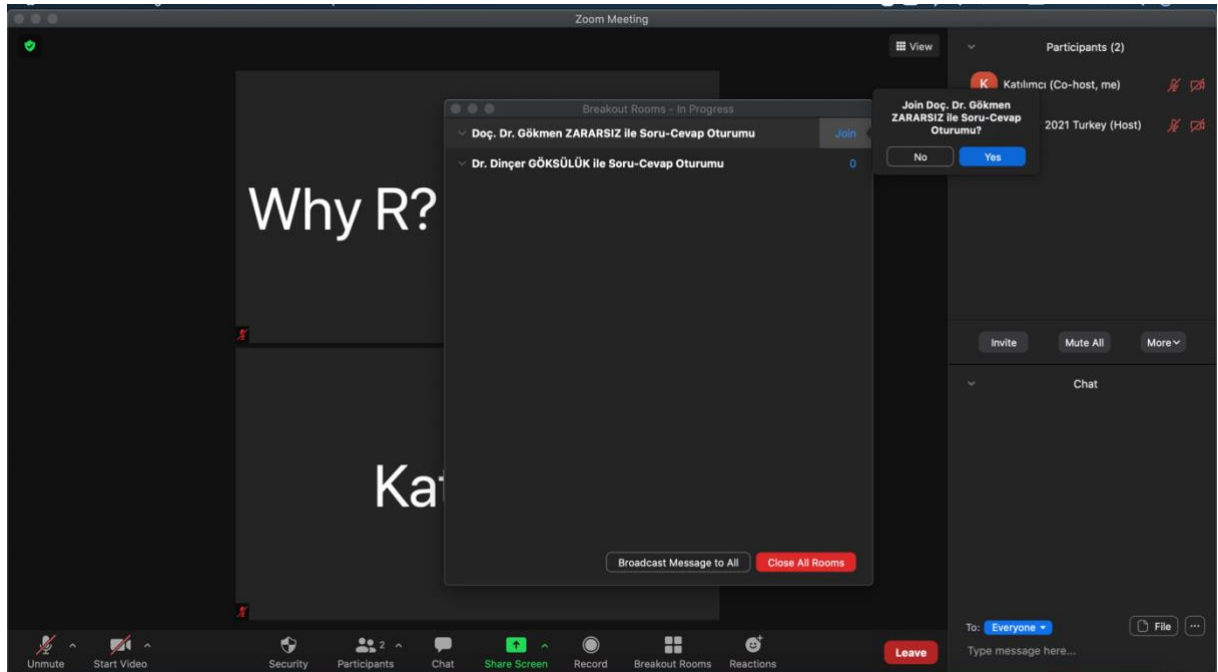 Zoom Meeting
View
Participants (2)
K
Katılımcı (Co-host, me)
2021 Turkey (Host)
Why R?
Breakout Rooms - In Progress
Doç. Dr. Gökmen ZARARSIZ ile Soru-Cevap Oturumu
Join
Dr. Dinçer GÖKSÜLÜK ile Soru-Cevap Oturumu
0
Join Doç. Dr. Gökmen
ZARARSIZ ile Soru-Cevap
Oturumu?
No
Yes
Kat
Broadcast Message to All
Close All Rooms
Invite
Mute All
More
Chat
To: Everyone
File
Type message here...
Unmute
Start Video
Security
Participants
2
Chat
Share Screen
Record
Breakout Rooms
Reactions
Leave